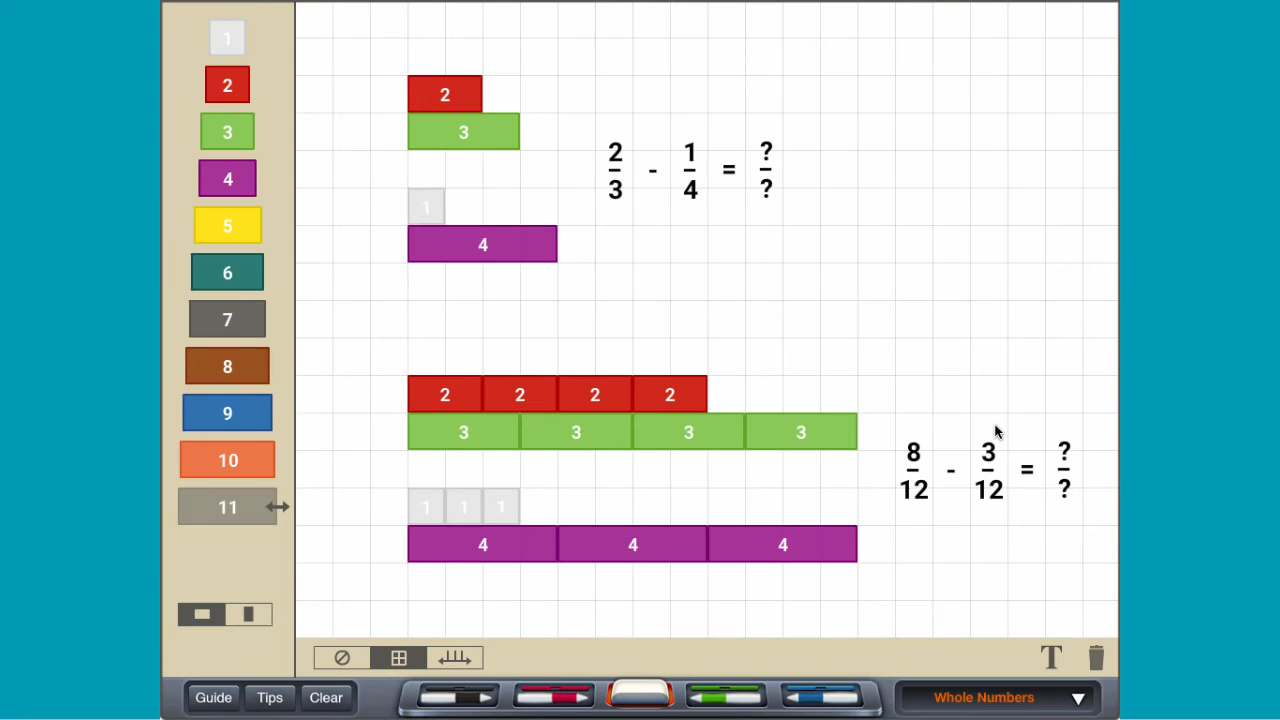 1
2
3
4
5
6
7
8
9
10
11
2
3
2/3 - 1/4 = ?/?
1
4
2 2 2 2
3 3 3 3
8/12 - 3/12 = ?/?
1 1 1
4 4 4
T
Guide Tips Clear Whole Numbers